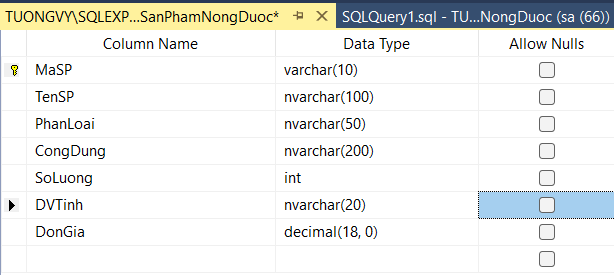 TUONGVY\SQLEXP...SanPhamNongDuoc* SQLQuery1.sql - TU...NongDuoc (sa (66))
Column Name Data Type Allow Nulls
MaSP varchar(10)
TenSP nvarchar(100)
PhanLoai nvarchar(50)
CongDung nvarchar(200)
SoLuong int
DVTinh nvarchar(20)
DonGia decimal(18, 0)